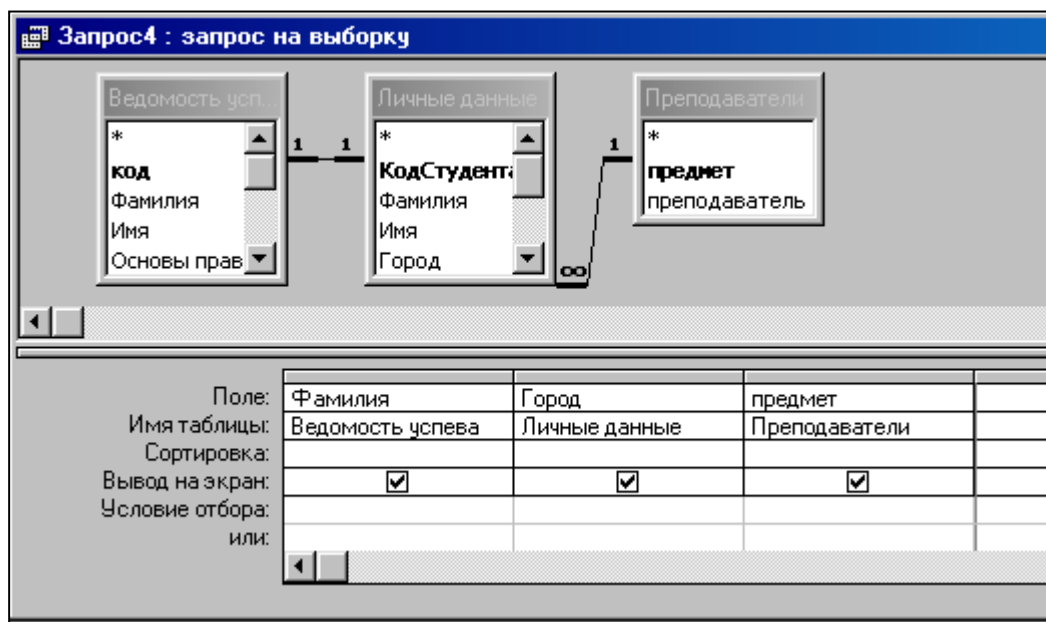 Запрос4 : запрос на выборку
Ведомость усп...
*
код
Фамилия
Имя
Основы прав
1 1
Личные данные
*
КодСтудента
Фамилия
Имя
Город
1
∞
Преподаватели
*
предмет
преподаватель
Поле: Фамилия Город предмет
Имя таблицы: Ведомость успева Личные данные Преподаватели
Сортировка:
Вывод на экран:
Условие отбора:
или: